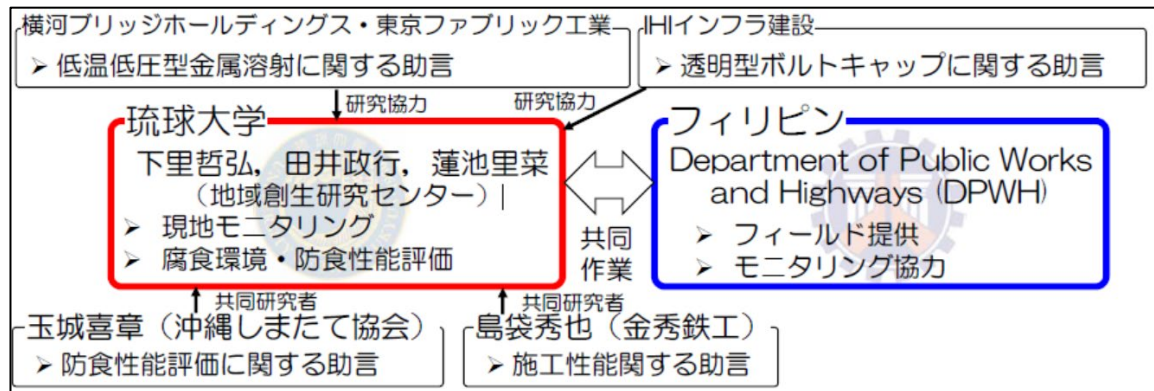 横河ブリッジホールディングス・東京ファブリック工業
➢ 低温低圧型金属溶射に関する助言
IHIインフラ建設
➢ 透明型ボルトキャップに関する助言
研究協力
研究協力
琉球大学
下里哲弘，田井政行，蓮池里菜
（地域創生研究センター）|
➢ 現地モニタリング
➢ 腐食環境・防食性能評価
共同
作業
フィリピン
Department of Public Works
and Highways (DPWH)
➢ フィールド提供
➢ モニタリング協力
共同研究者
共同研究者
玉城喜章（沖縄しまたて協会）
➢ 防食性能評価に関する助言
島袋秀也（金秀鉄工）
➢ 施工性能関する助言